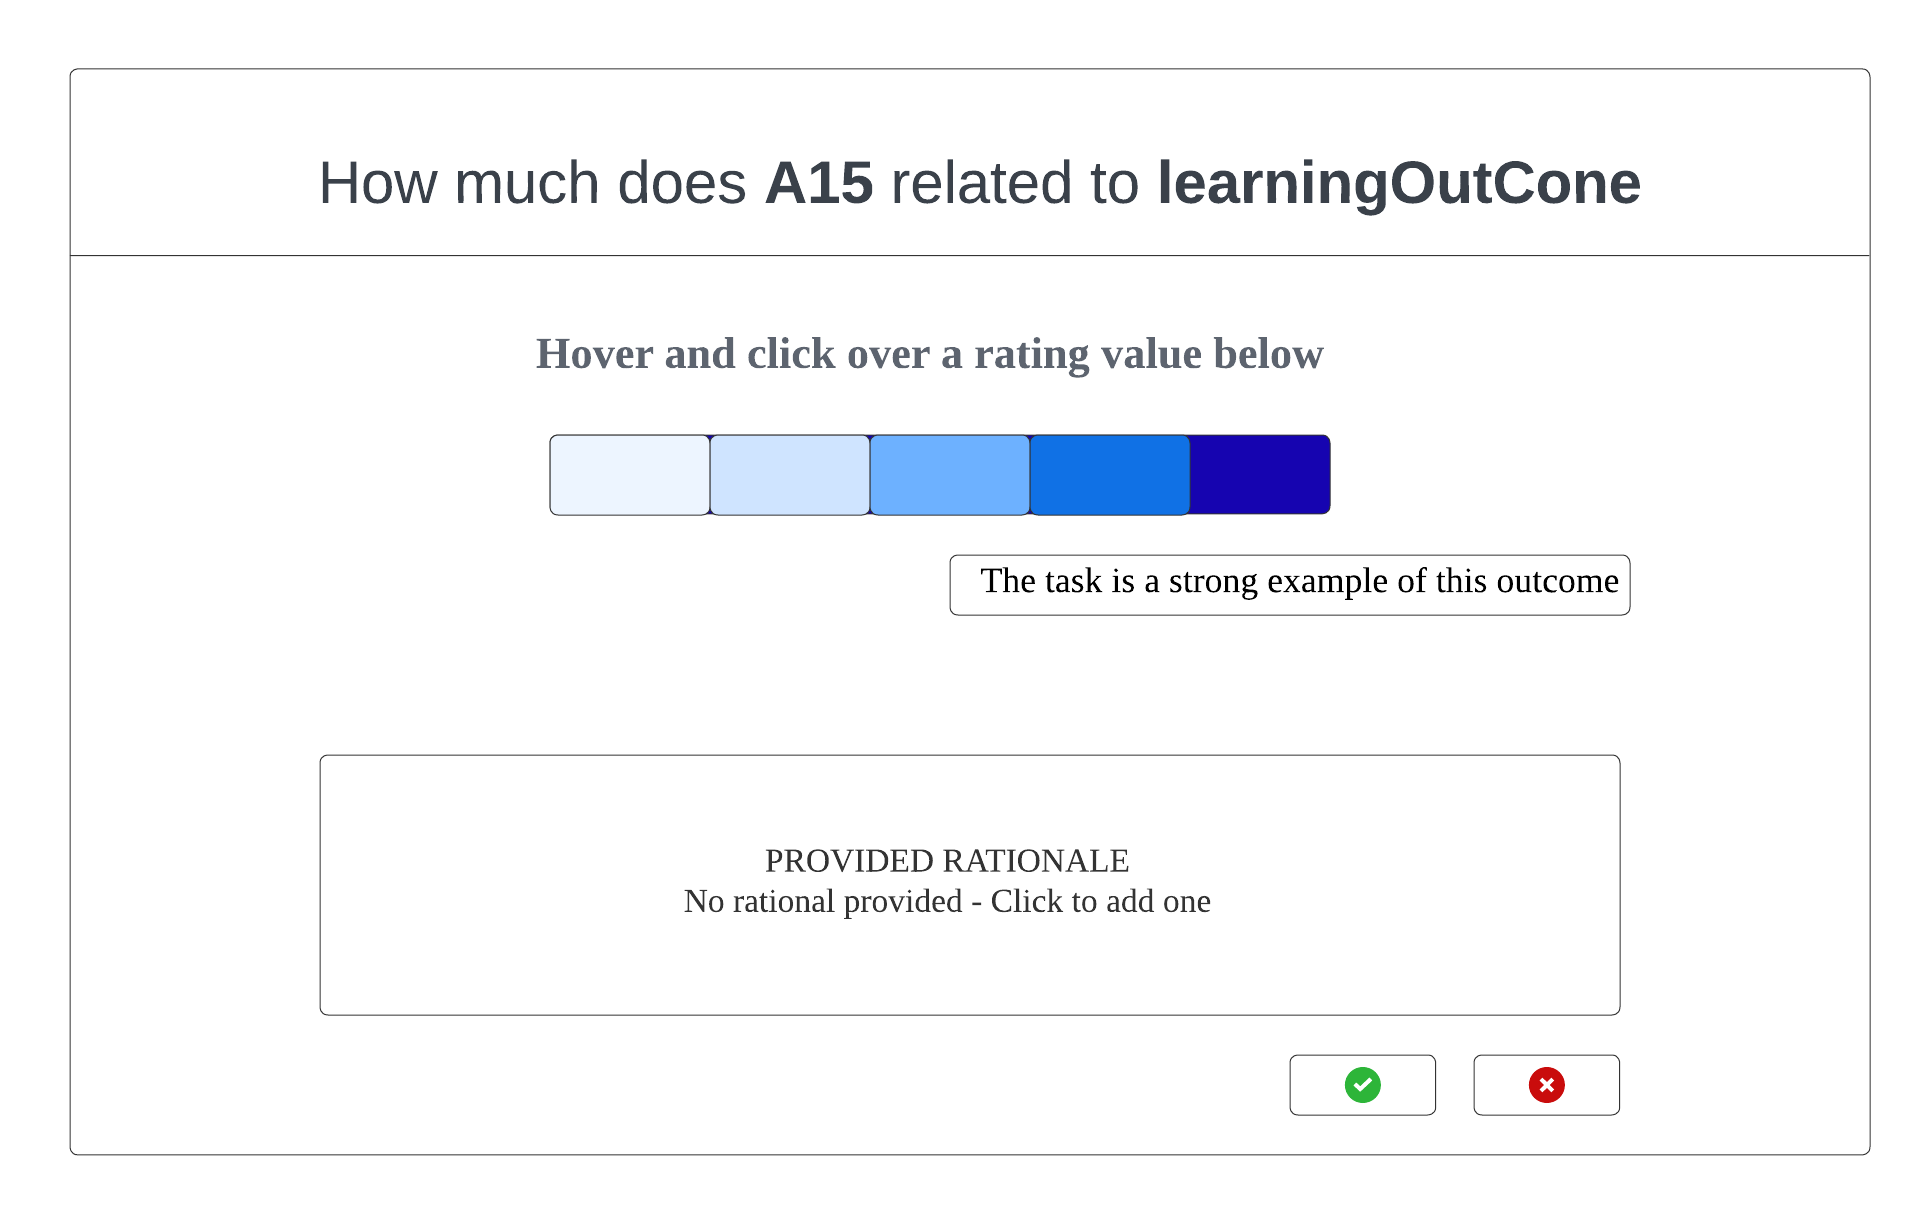 How much does A15 related to learningOutCone
Hover and click over a rating value below
The task is a strong example of this outcome
PROVIDED RATIONALE
No rational provided - Click to add one